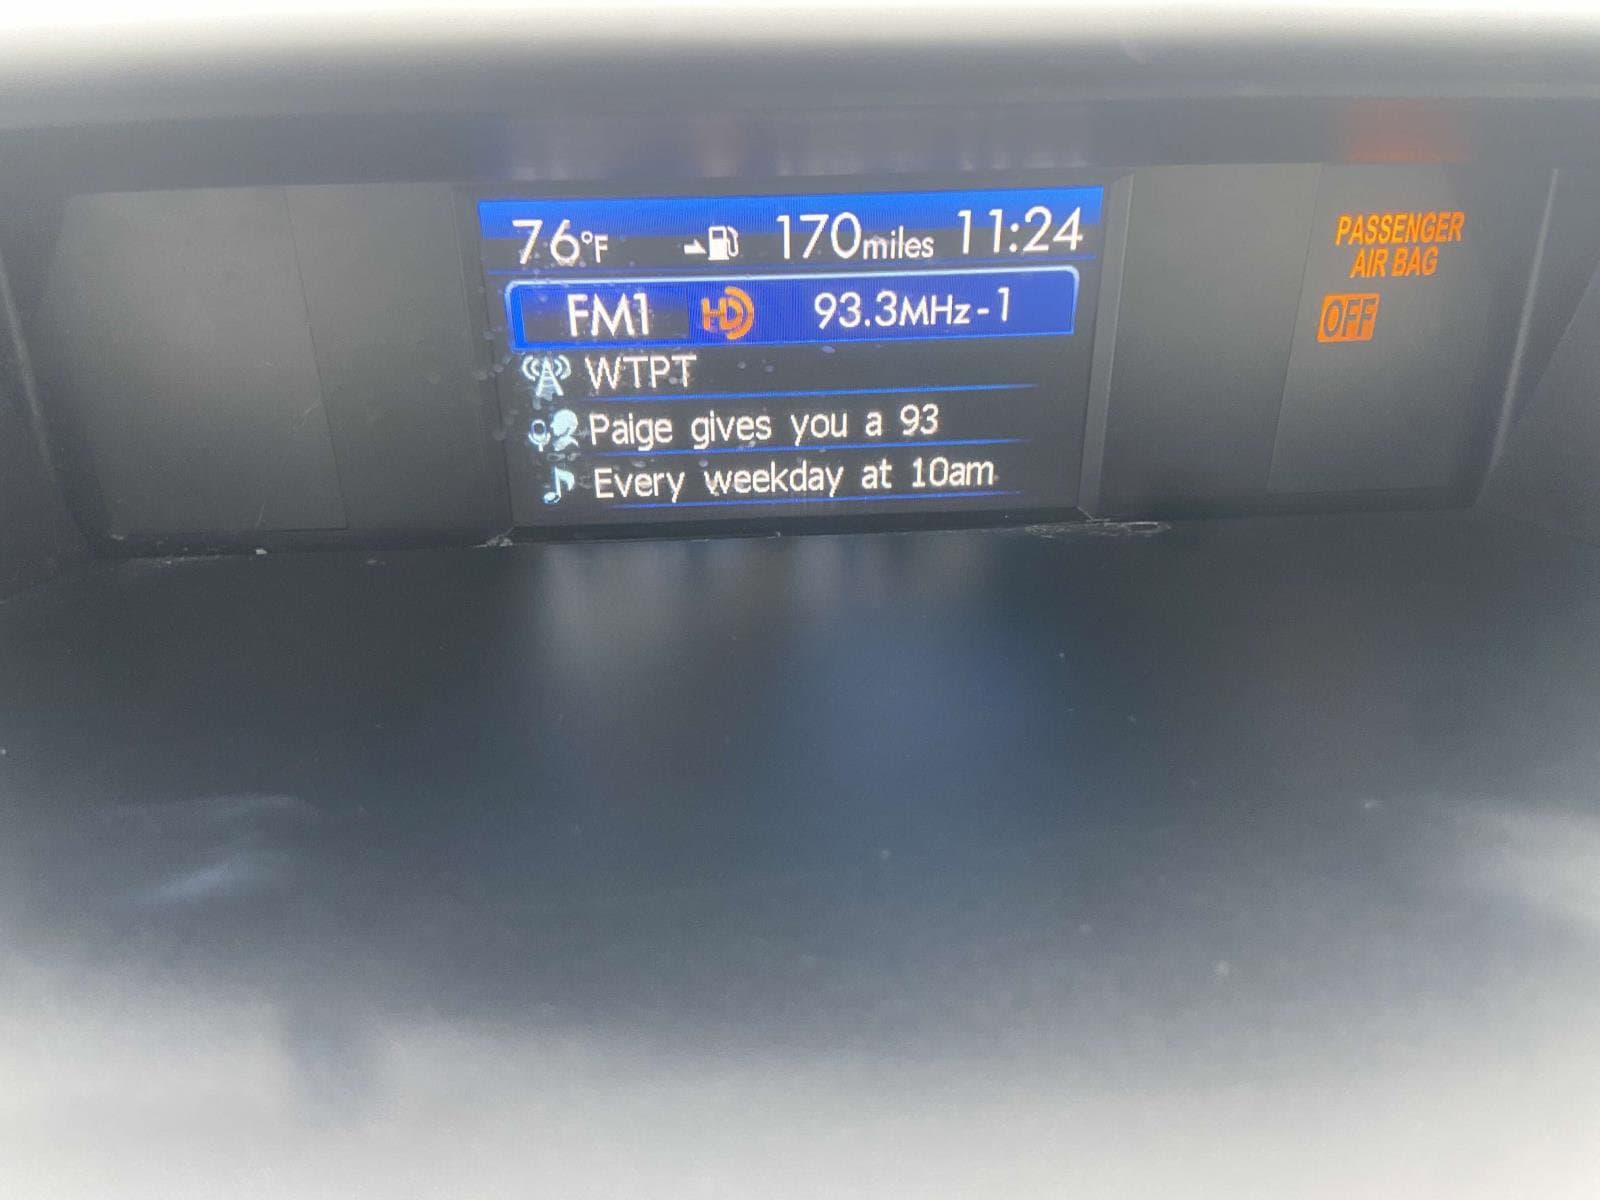 76°F 170miles 11:24
FM1 HD 93.3MHz-1
WTPT
Paige gives you a 93
Every weekday at 10am
PASSENGER
AIR BAG
OFF